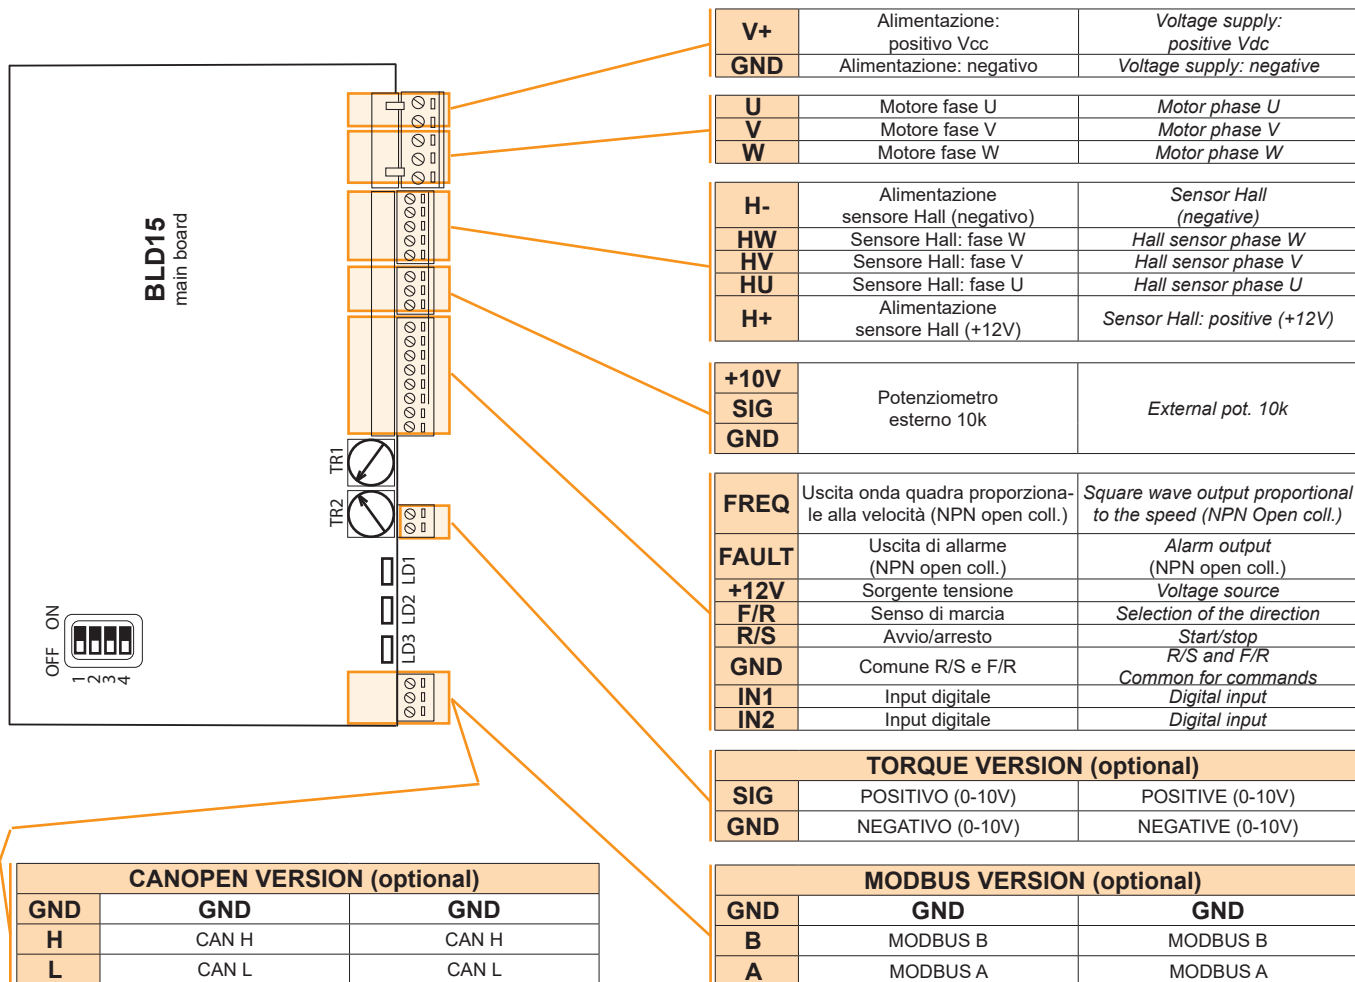 BLD15
main board
TR1
TR2
LD1
LD2
LD3
OFF ON
1
2
3
4
V+ Alimentazione: positivo Vcc Voltage supply: positive Vdc
GND Alimentazione: negativo Voltage supply: negative
U Motore fase U Motor phase U
V Motore fase V Motor phase V
W Motore fase W Motor phase W
H- Alimentazione sensore Hall (negativo) Sensor Hall (negative)
HW Sensore Hall: fase W Hall sensor phase W
HV Sensore Hall: fase V Hall sensor phase V
HU Sensore Hall: fase U Hall sensor phase U
H+ Alimentazione sensore Hall (+12V) Sensor Hall: positive (+12V)
+10V
SIG Potenziometro esterno 10k External pot. 10k
GND
FREQ Uscita onda quadra proporziona-le alla velocità (NPN open coll.) Square wave output proportional to the speed (NPN Open coll.)
FAULT Uscita di allarme (NPN open coll.) Alarm output (NPN open coll.)
+12V Sorgente tensione Voltage source
F/R Senso di marcia Selection of the direction
R/S Avvio/arresto Start/stop
GND Comune R/S e F/R R/S and F/R Common for commands
IN1 Input digitale Digital input
IN2 Input digitale Digital input
TORQUE VERSION (optional)
SIG POSITIVO (0-10V) POSITIVE (0-10V)
GND NEGATIVO (0-10V) NEGATIVE (0-10V)
CANOPEN VERSION (optional)
GND GND GND
H CAN H CAN H
L CAN L CAN L
MODBUS VERSION (optional)
GND GND GND
B MODBUS B MODBUS B
A MODBUS A MODBUS A